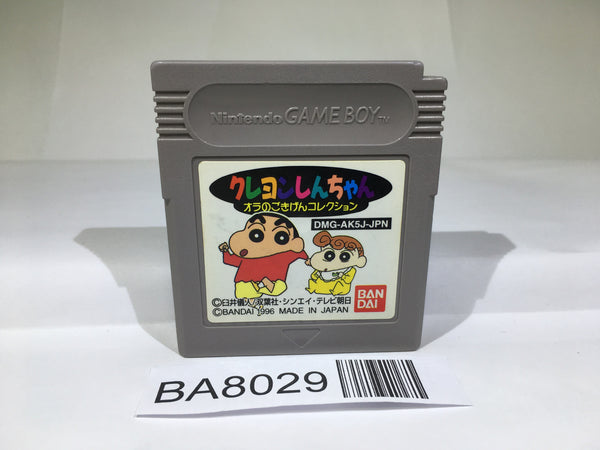 Nintendo GAME BOY TM
クレヨンしんちゃん
オラのごきげんコレクション
DMG-AK5J-JPN
©臼井儀人/双葉社・シンエイ・テレビ朝日
©BANDAI 1996 MADE IN JAPAN
BAN
DAI
BA8029